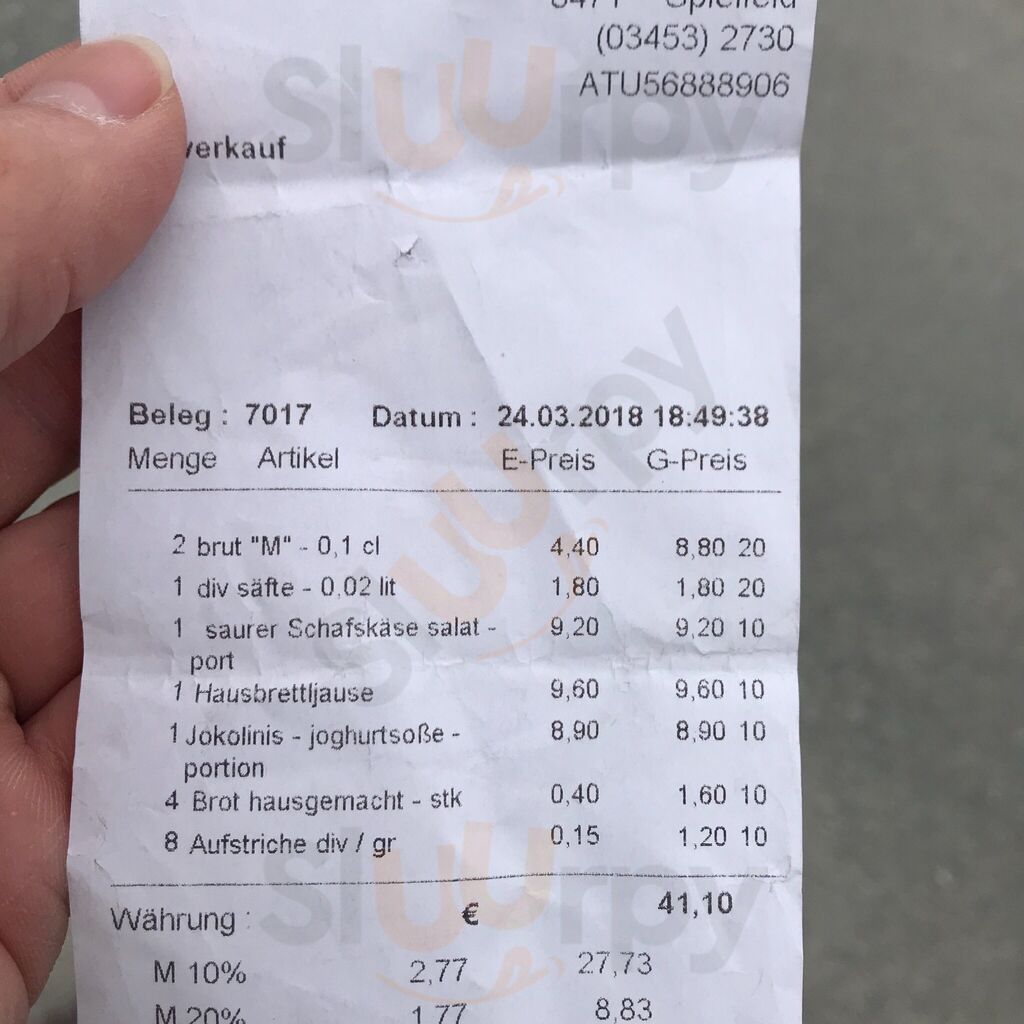 (03453) 2730
ATU56888906
verkauf
Beleg : 7017 Datum : 24.03.2018 18:49:38
Menge Artikel E-Preis G-Preis
2 brut "M" - 0,1 cl 4,40 8,80 20
1 div säfte - 0,02 lit 1,80 1,80 20
1 saurer Schafskäse salat - 9,20 9,20 10
port
1 Hausbrettljause 9,60 9,60 10
1 Jokolinis - joghurtsoße - 8,90 8,90 10
portion
4 Brot hausgemacht - stk 0,40 1,60 10
8 Aufstriche div / gr 0,15 1,20 10
Währung : € 41,10
M 10% 2,77 27,73
M 20% 1,77 8,83
Sluurpy
Sluurpy
Sluurpy